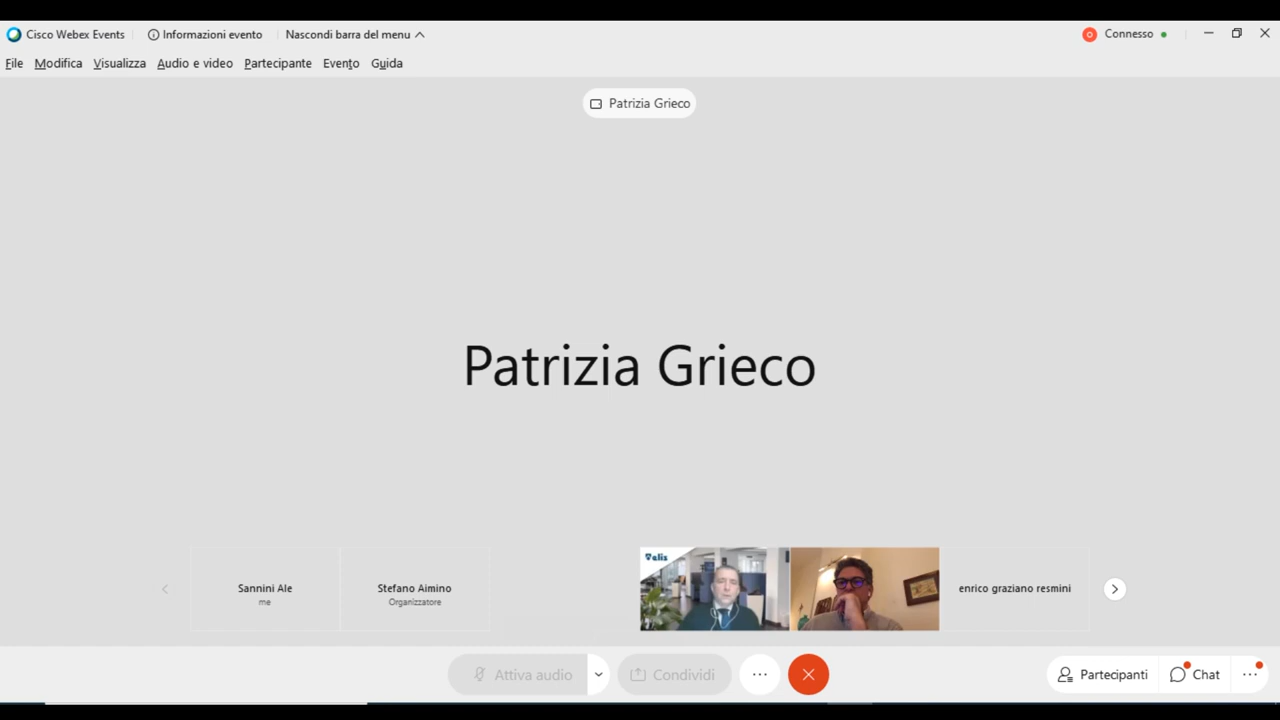 Cisco Webex Events
Informazioni evento
Nascondi barra del menu
Connesso
File Modifica Visualizza Audio e video Partecipante Evento Guida
Patrizia Grieco
Patrizia Grieco
elis
Sannini Ale
me
Stefano Aimino
Organizzatore
enrico graziano resmini
Attiva audio
Condividi
Partecipanti
Chat